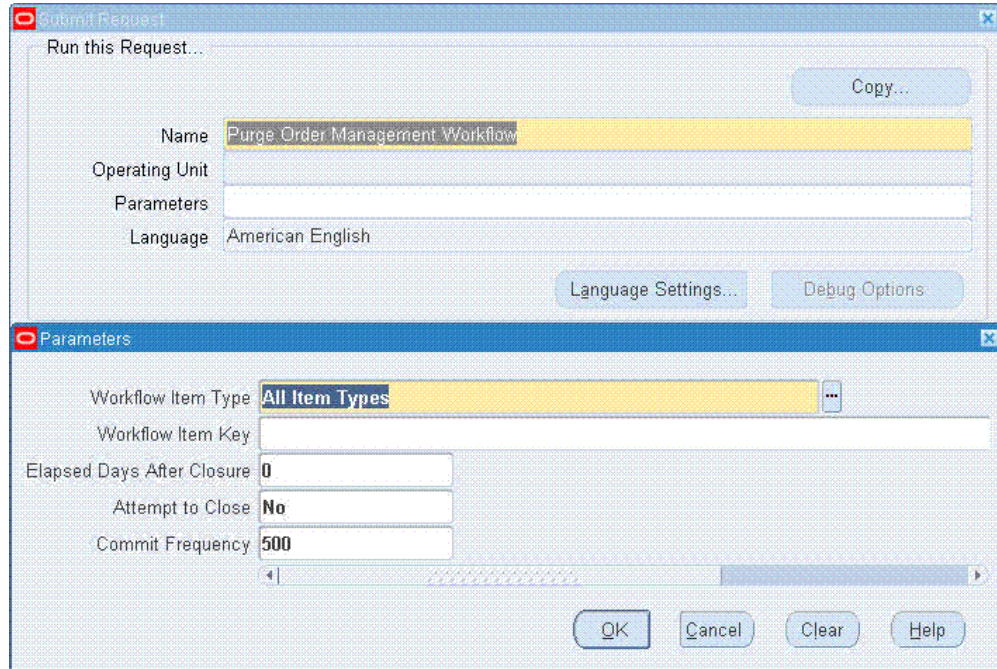 Submit Request
Run this Request...
Copy...
Name Purge Order Management Workflow
Operating Unit
Parameters
Language American English
Language Settings... Debug Options
Parameters
Workflow Item Type All Item Types ...
Workflow Item Key
Elapsed Days After Closure 0
Attempt to Close No
Commit Frequency 500
OK Cancel Clear Help